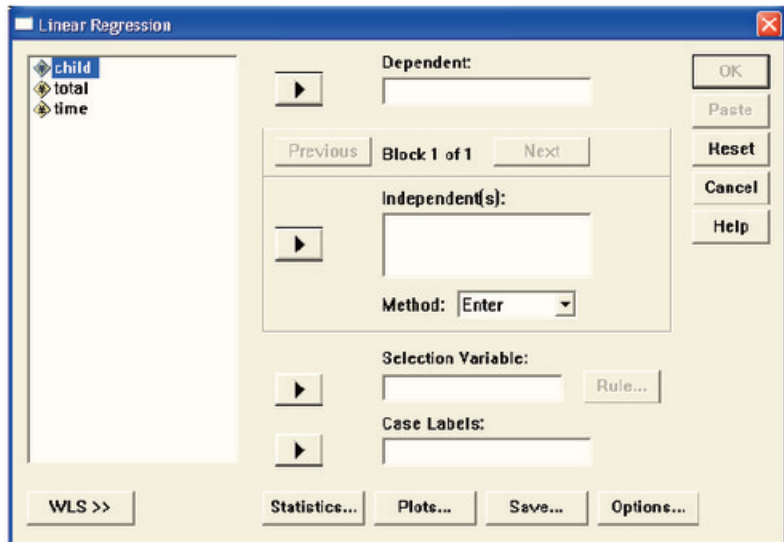 Linear Regression
child
total
time
Dependent:
OK
Paste
Previous Block 1 of 1 Next
Reset
Cancel
Independent(s):
Help
Method: Enter
Selection Variable:
Rule...
Case Labels:
WLS >> Statistics... Plots... Save... Options...